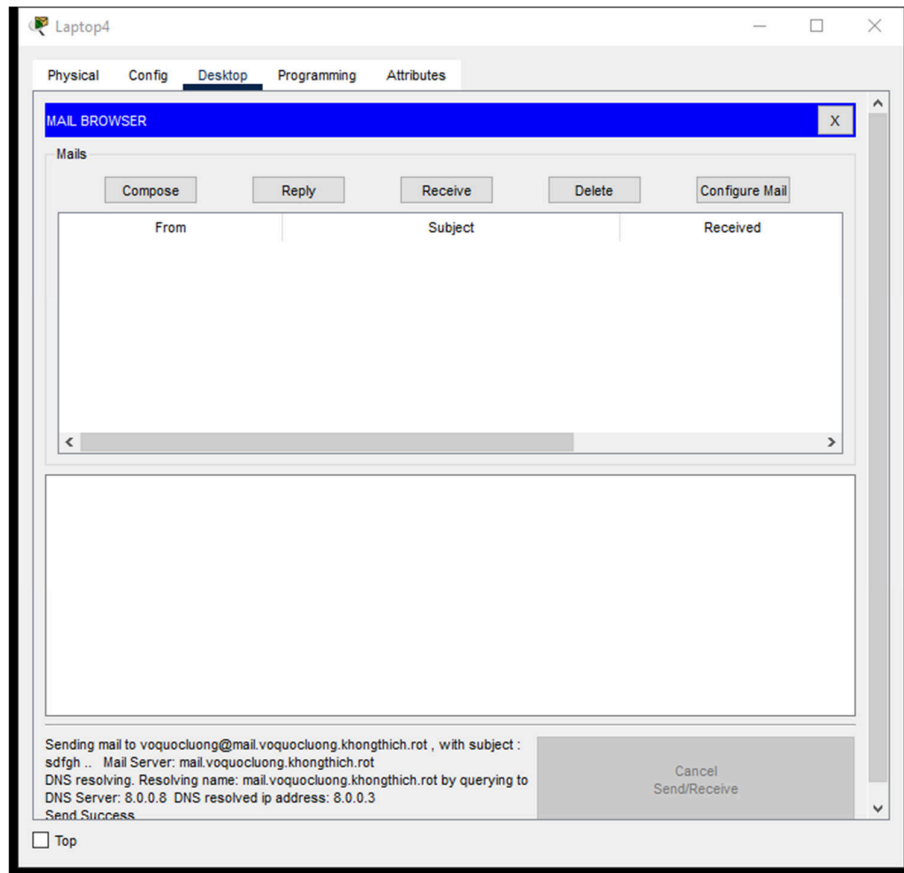 Laptop4
Physical Config Desktop Programming Attributes
MAIL BROWSER X
Mails
Compose Reply Receive Delete Configure Mail
From Subject Received
Sending mail to voquocluong@mail.voquocluong.khongthich.rot , with subject :
sdfgh .. Mail Server: mail.voquocluong.khongthich.rot
DNS resolving. Resolving name: mail.voquocluong.khongthich.rot by querying to
DNS Server: 8.0.0.8 DNS resolved ip address: 8.0.0.3
Send Success
Cancel
Send/Receive
Top